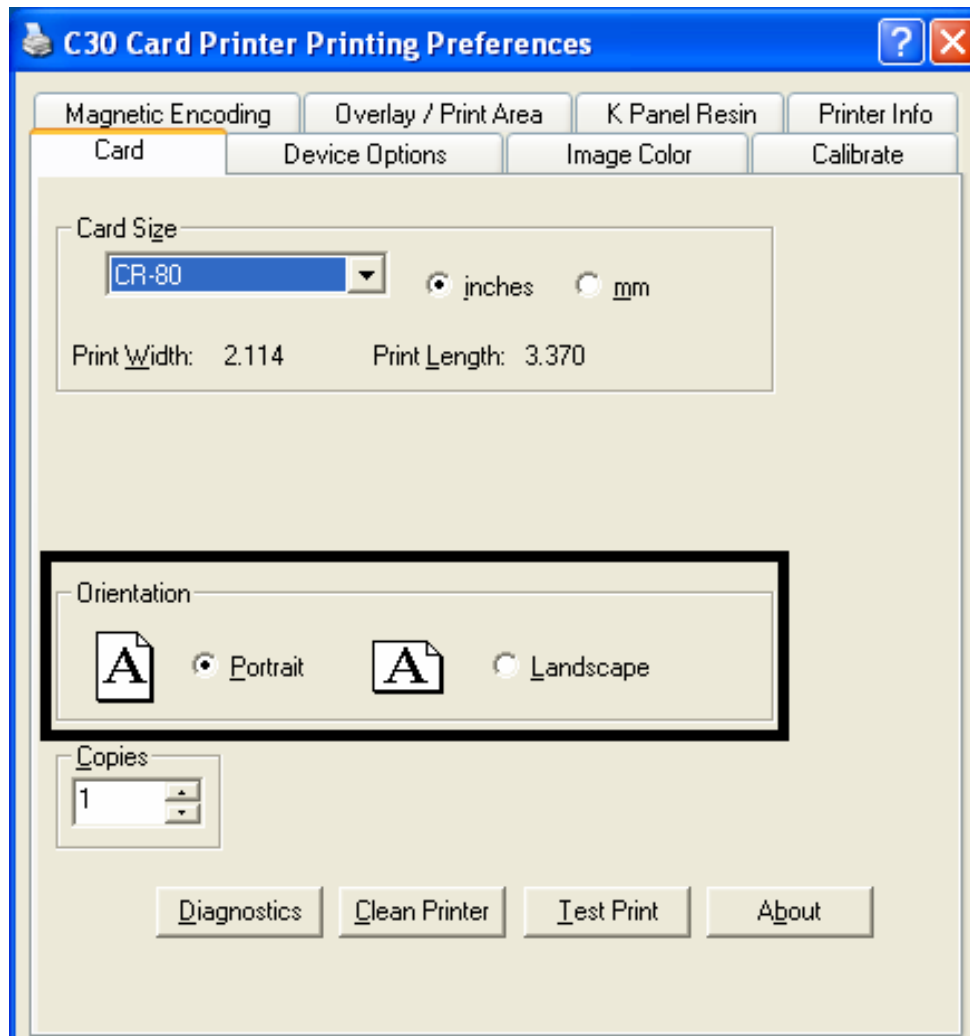 C30 Card Printer Printing Preferences
Magnetic Encoding Overlay / Print Area K Panel Resin Printer Info
Card Device Options Image Color Calibrate
Card Size
CR-80 inches mm
Print Width: 2.114 Print Length: 3.370
Orientation
A Portrait A Landscape
Copies
1
Diagnostics Clean Printer Test Print About